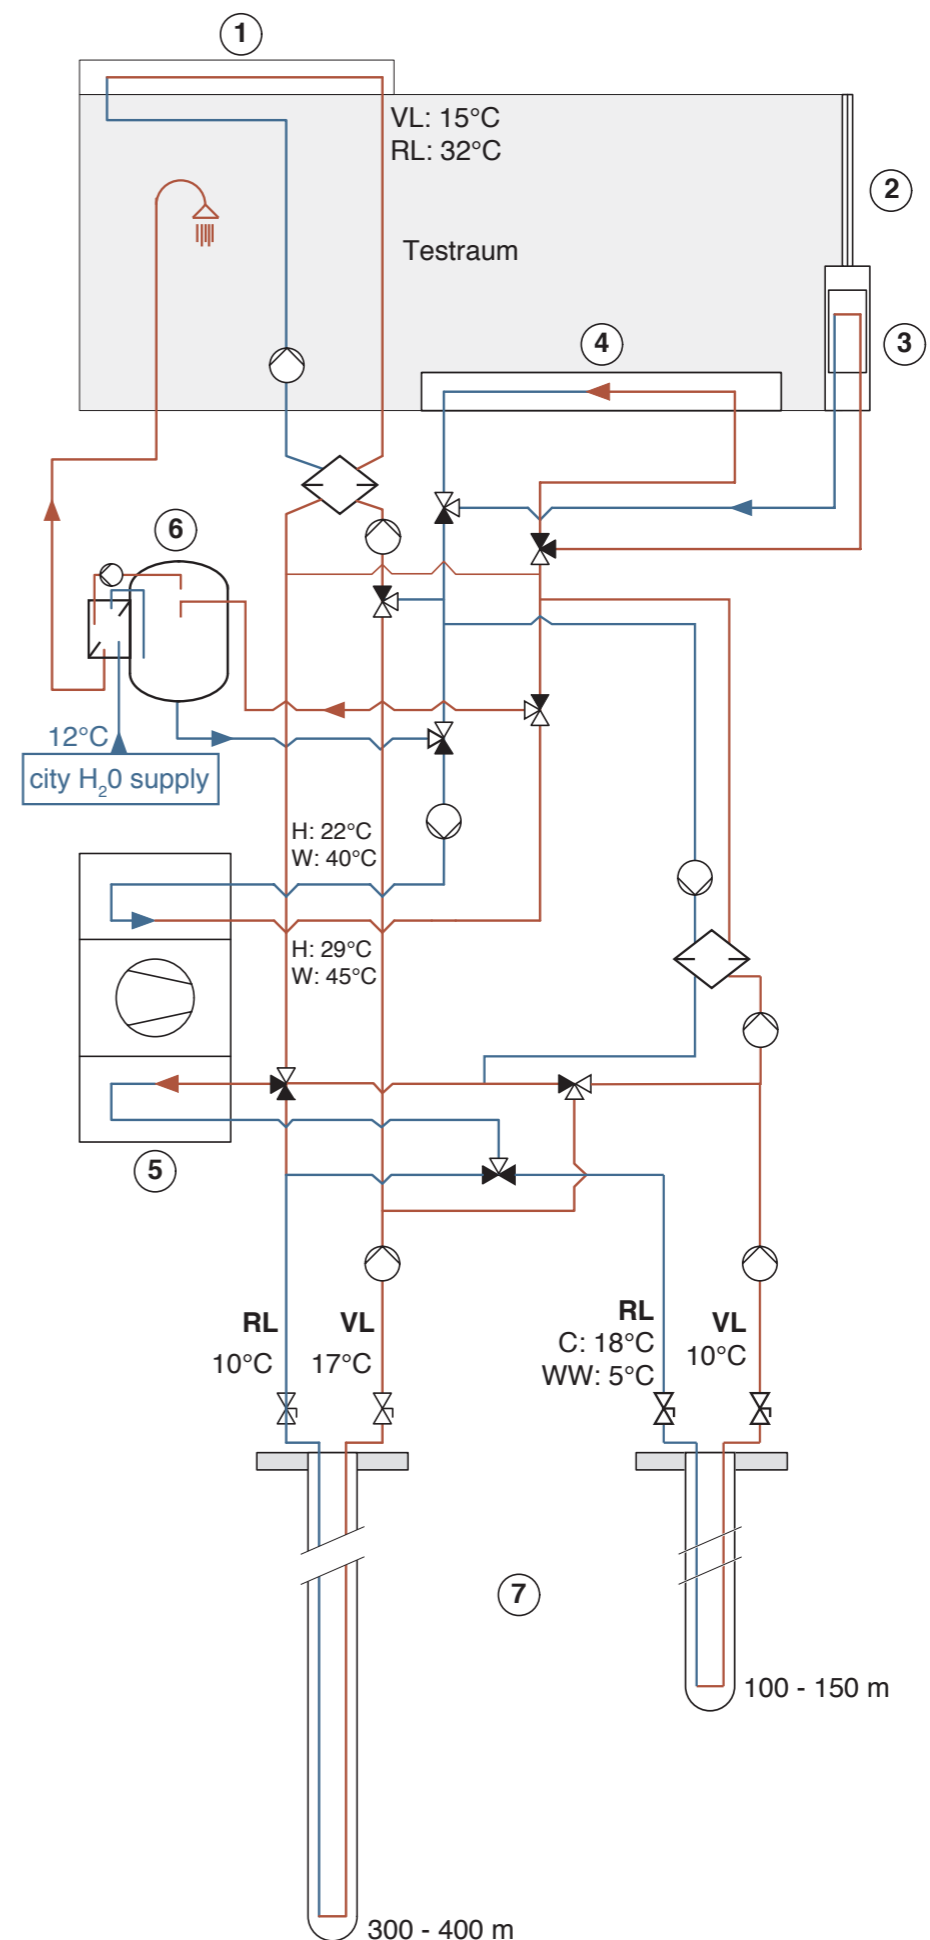 1
VL: 15°C
RL: 32°C
2
Testraum
3
4
6
12°C
city H₂0 supply
H: 22°C
W: 40°C
H: 29°C
W: 45°C
5
RL
10°C
VL
17°C
RL
C: 18°C
WW: 5°C
VL
10°C
7
100 - 150 m
300 - 400 m